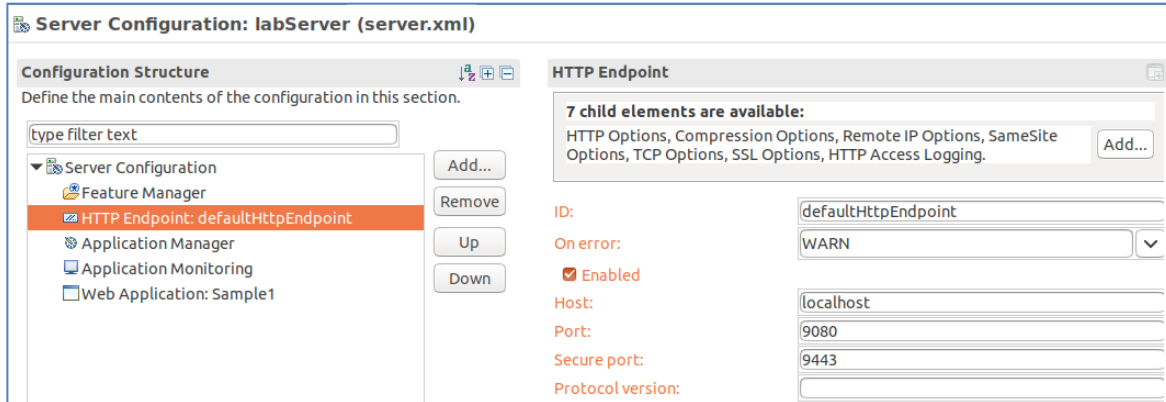 Server Configuration: labServer (server.xml)
Configuration Structure
Define the main contents of the configuration in this section.
type filter text
Server Configuration
Feature Manager
HTTP Endpoint: defaultHttpEndpoint
Application Manager
Application Monitoring
Web Application: Sample1
Add...
Remove
Up
Down
HTTP Endpoint
7 child elements are available:
HTTP Options, Compression Options, Remote IP Options, SameSite
Options, TCP Options, SSL Options, HTTP Access Logging.
Add...
ID: defaultHttpEndpoint
On error: WARN
Enabled
Host: localhost
Port: 9080
Secure port: 9443
Protocol version: